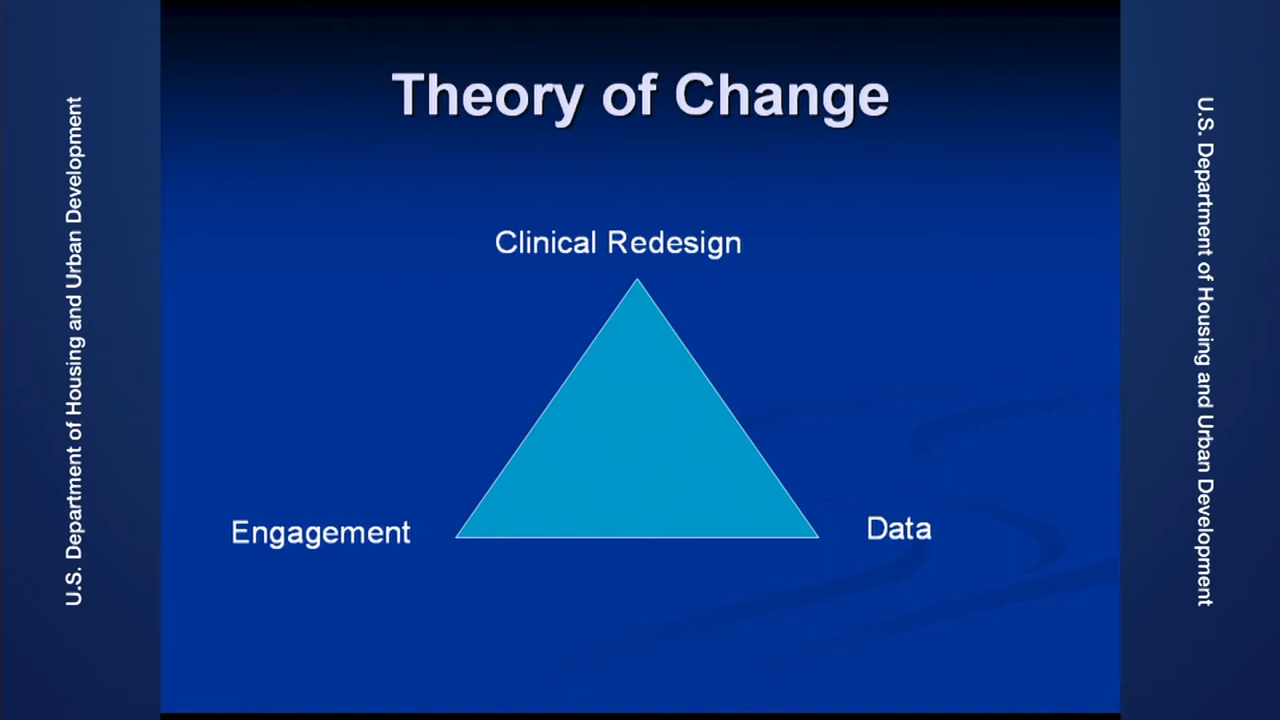 Theory of Change
Clinical Redesign
Engagement
Data
U.S. Department of Housing and Urban Development
U.S. Department of Housing and Urban Development